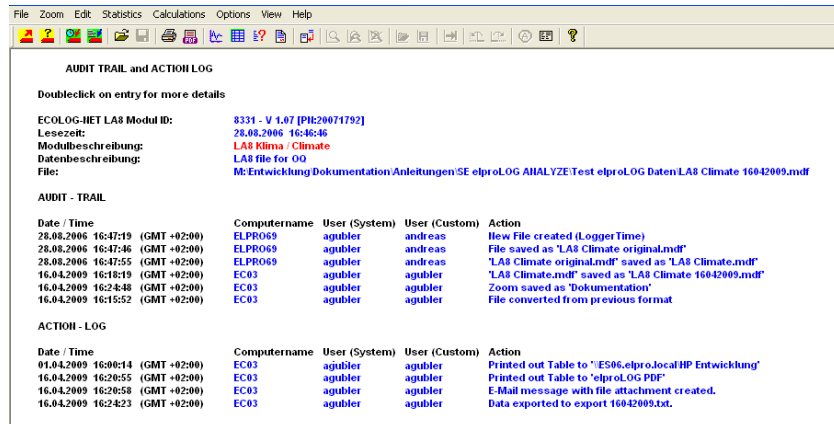 File Zoom Edit Statistics Calculations Options View Help
AUDIT TRAIL and ACTION LOG
Doubleclick on entry for more details
ECOLOG-NET LA8 Modul ID: 8331 - V 1.07 [PN:20071792]
Lesezeit: 28.08.2006 16:46:46
Modulbeschreibung: LA8 Klima / Climate
Datenbeschreibung: LA8 file for OQ
File: M:\Entwicklung\Dokumentation\Anleitungen\SE elproLOG ANALYZE\Test elproLOG Daten\LA8 Climate 16042009.mdf
AUDIT - TRAIL
Date / Time Computername User (System) User (Custom) Action
28.08.2006 16:47:19 (GMT +02:00) ELPRO69 agubler andreas New File created (LoggerTime)
28.08.2006 16:47:46 (GMT +02:00) ELPRO69 agubler andreas File saved as 'LA8 Climate original.mdf'
28.08.2006 16:47:55 (GMT +02:00) ELPRO69 agubler andreas 'LA8 Climate original.mdf' saved as 'LA8 Climate.mdf'
16.04.2009 16:18:19 (GMT +02:00) EC03 agubler agubler 'LA8 Climate.mdf' saved as 'LA8 Climate 16042009.mdf'
16.04.2009 16:24:48 (GMT +02:00) EC03 agubler agubler Zoom saved as 'Dokumentation'
16.04.2009 16:15:52 (GMT +02:00) EC03 agubler agubler File converted from previous format
ACTION - LOG
Date / Time Computername User (System) User (Custom) Action
01.04.2009 16:00:14 (GMT +02:00) EC03 agubler agubler Printed out Table to '\\ES06.elpro.local\HP Entwicklung'
16.04.2009 16:20:55 (GMT +02:00) EC03 agubler agubler Printed out Table to 'elproLOG PDF'
16.04.2009 16:20:58 (GMT +02:00) EC03 agubler agubler E-Mail message with file attachment created.
16.04.2009 16:24:23 (GMT +02:00) EC03 agubler agubler Data exported to export 16042009.txt.